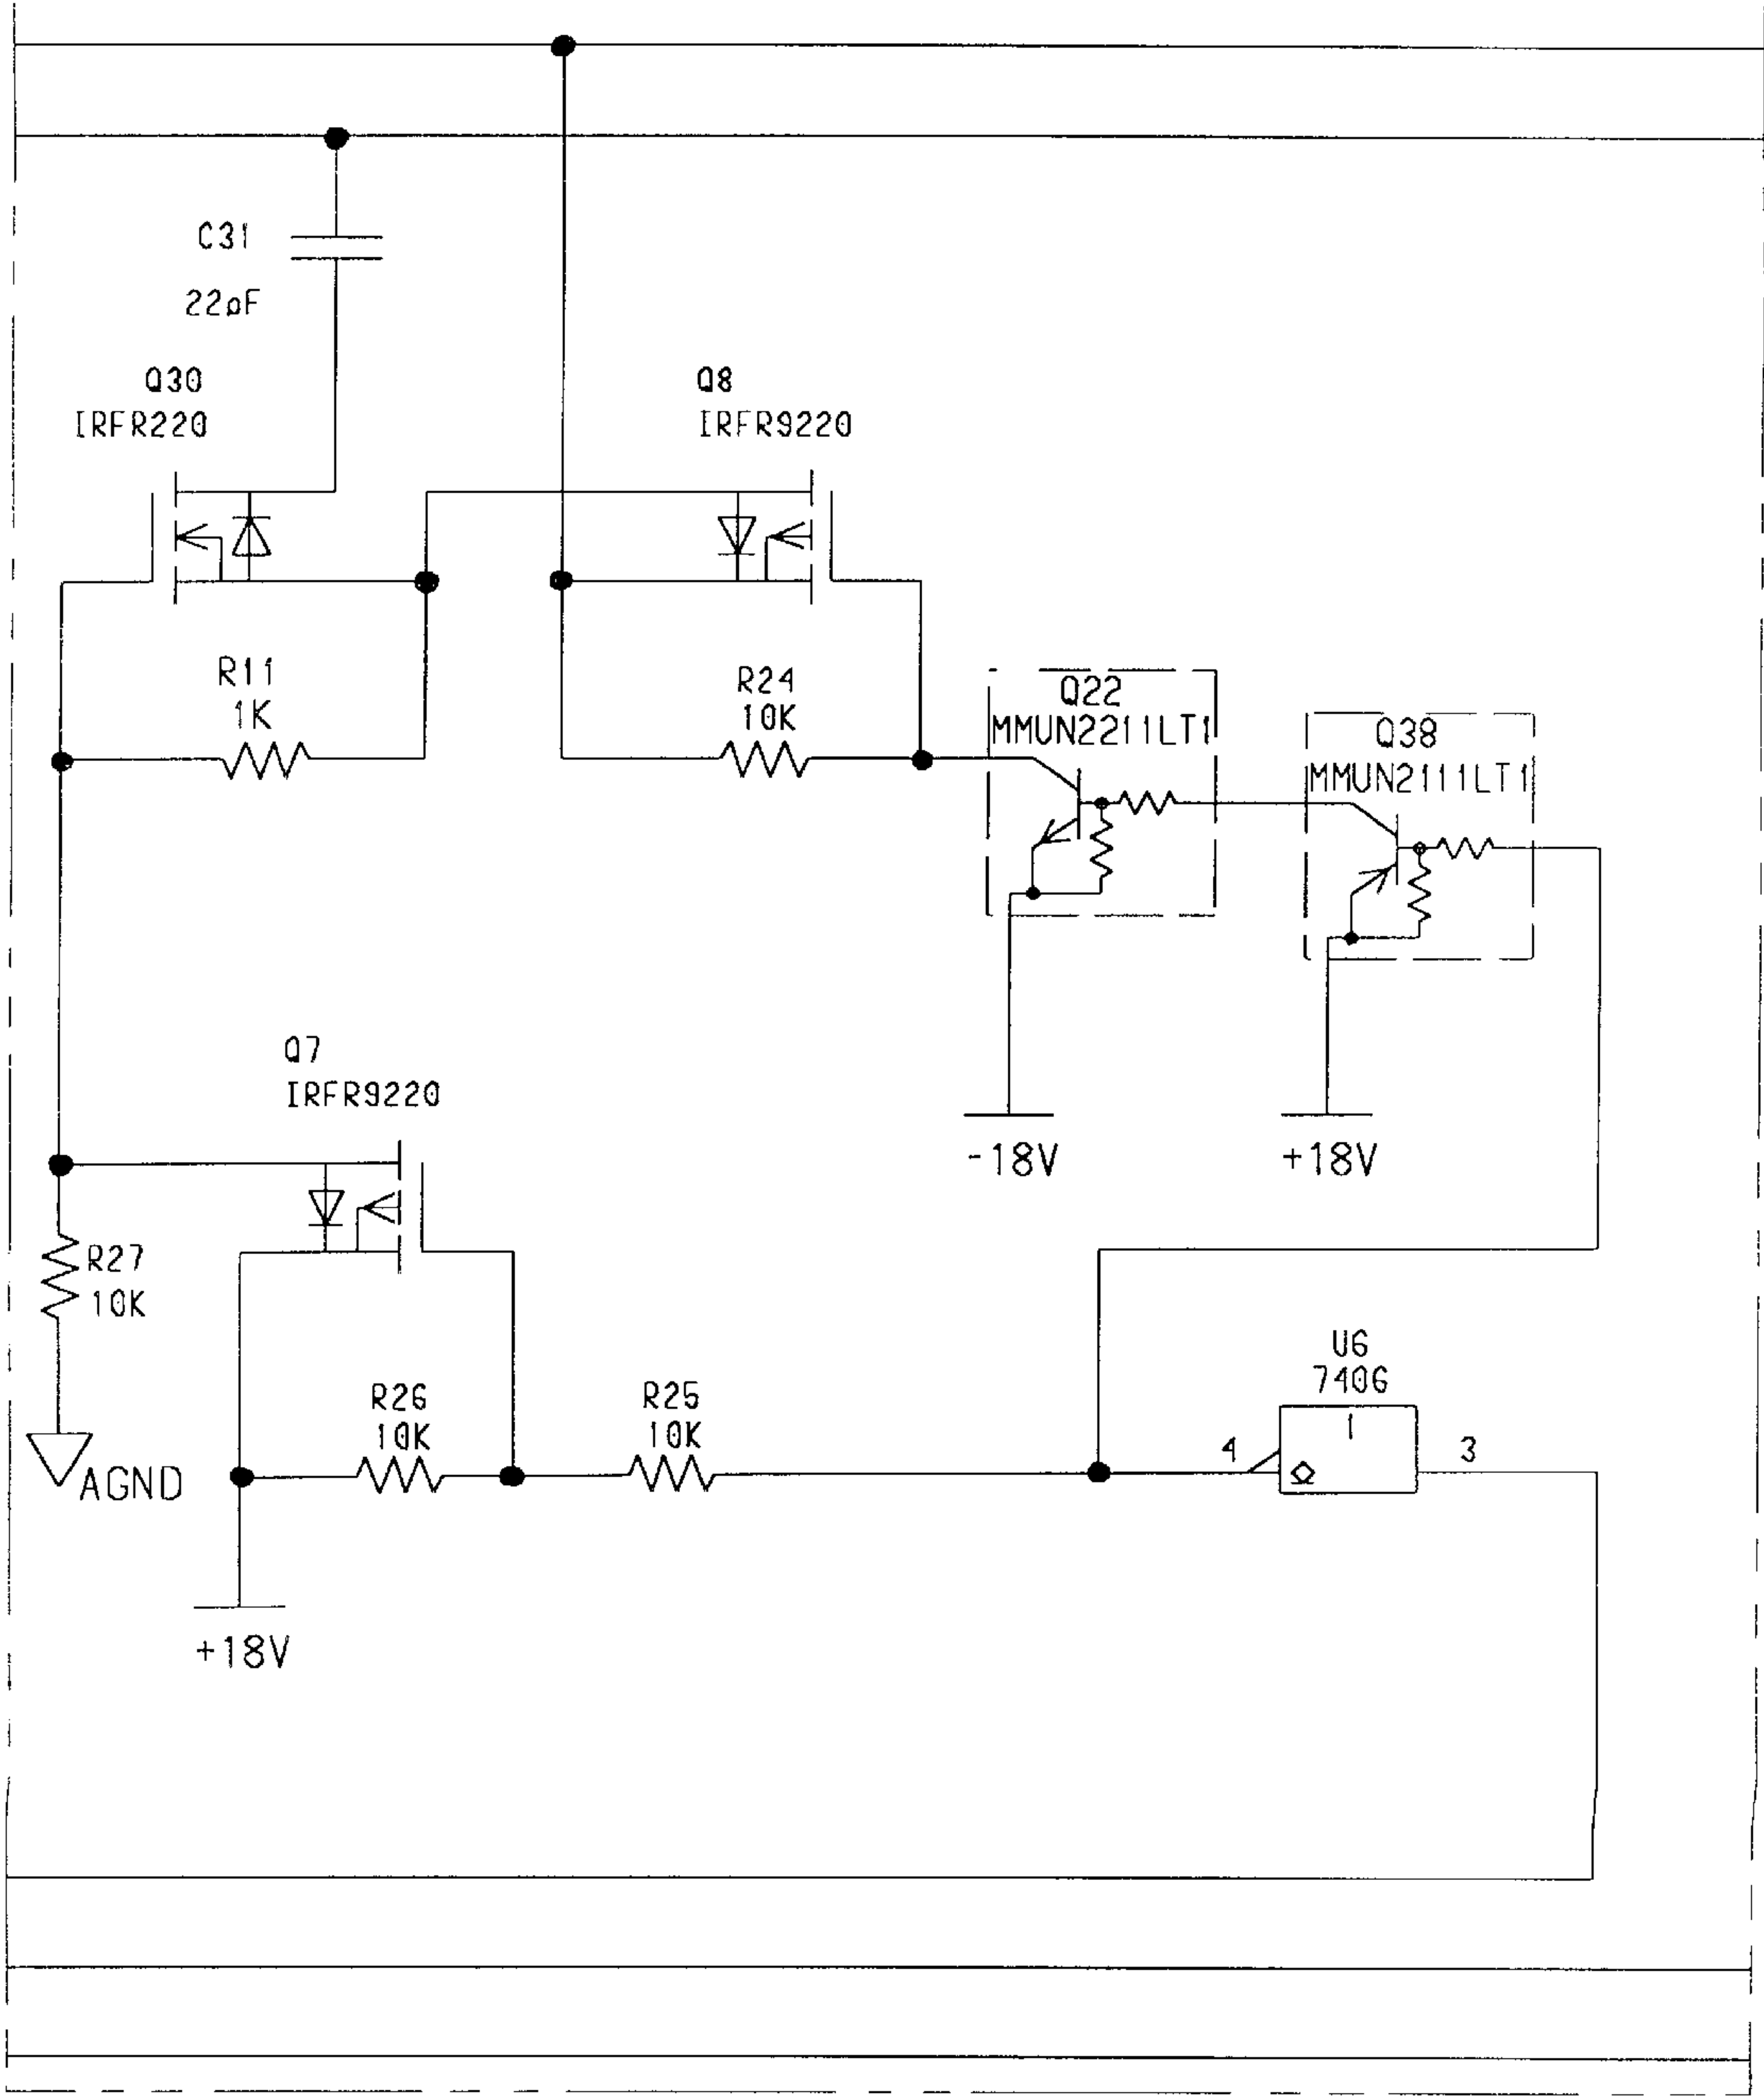 C31
22pF
Q30
IRFR220
Q8
IRFR9220
R11
1K
R24
10K
Q22
MMUN2211LT1
Q38
MMUN2111LT1
Q7
IRFR9220
-18V
+18V
R27
10K
AGND
R26
10K
R25
10K
U6
7406
1
4
3
+18V